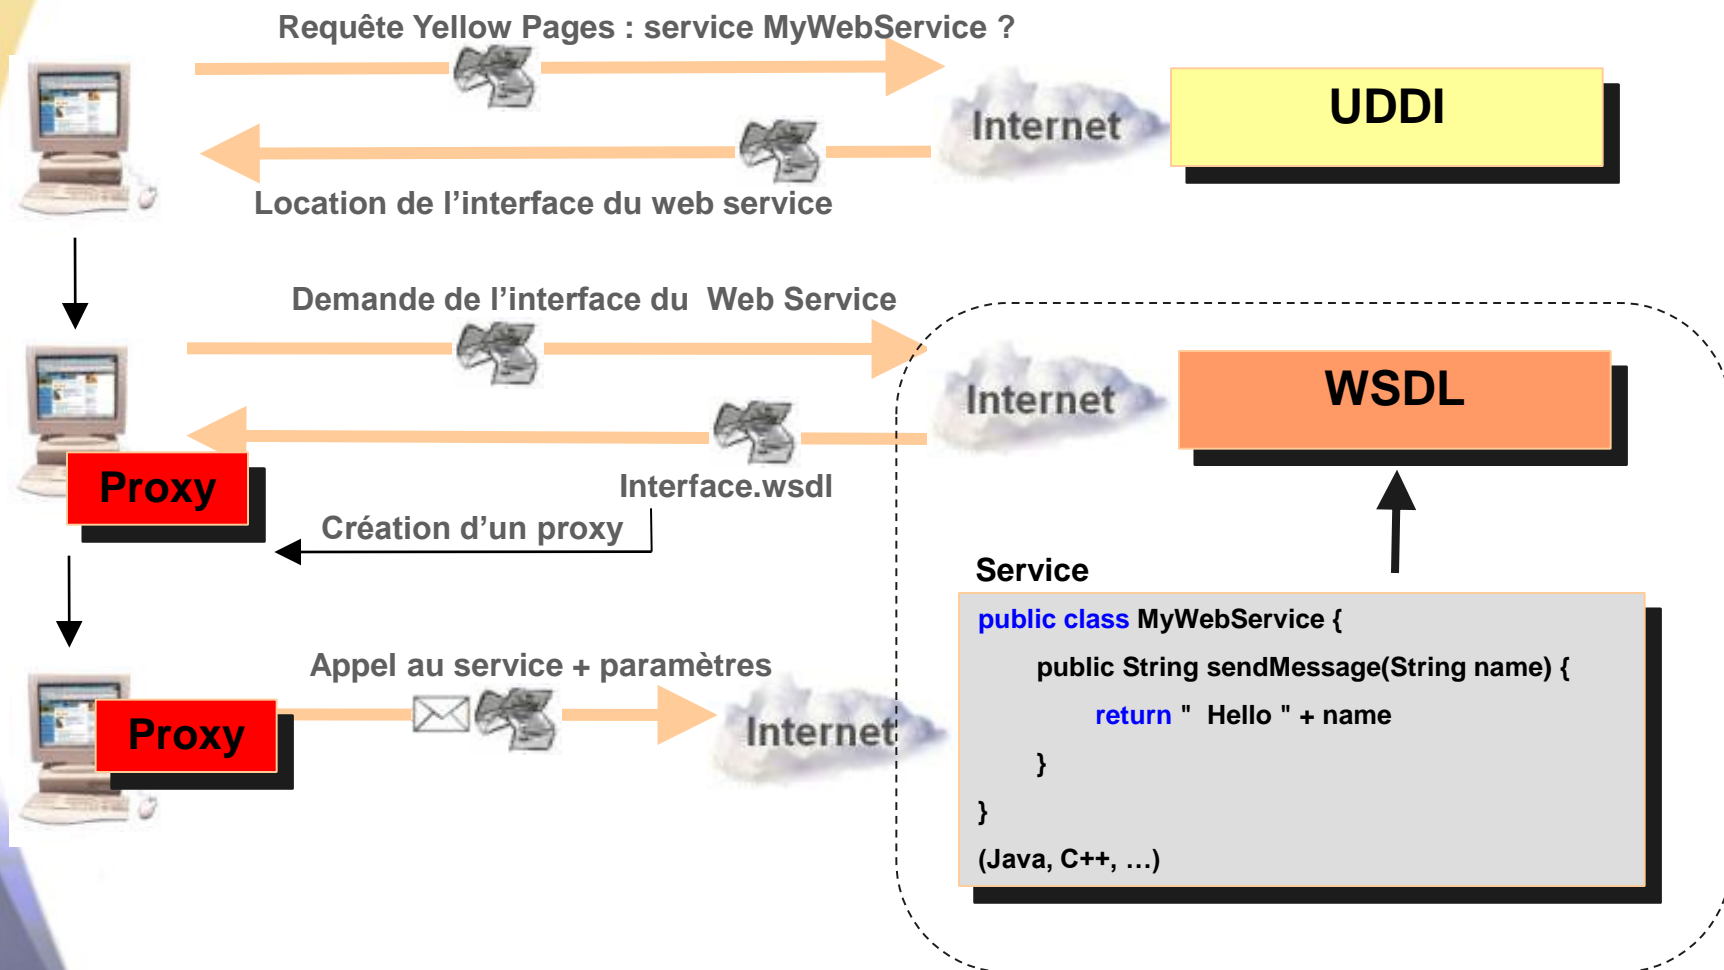 Requête Yellow Pages : service MyWebService ?
Internet
UDDI
Location de l’interface du web service
Demande de l’interface du  Web Service
Internet
WSDL
Proxy
Interface.wsdl
Création d’un proxy
Service
public class MyWebService {
public String sendMessage(String name) {
return "  Hello " + name
}
}
(Java, C++, …)
Appel au service + paramètres
Proxy
Internet